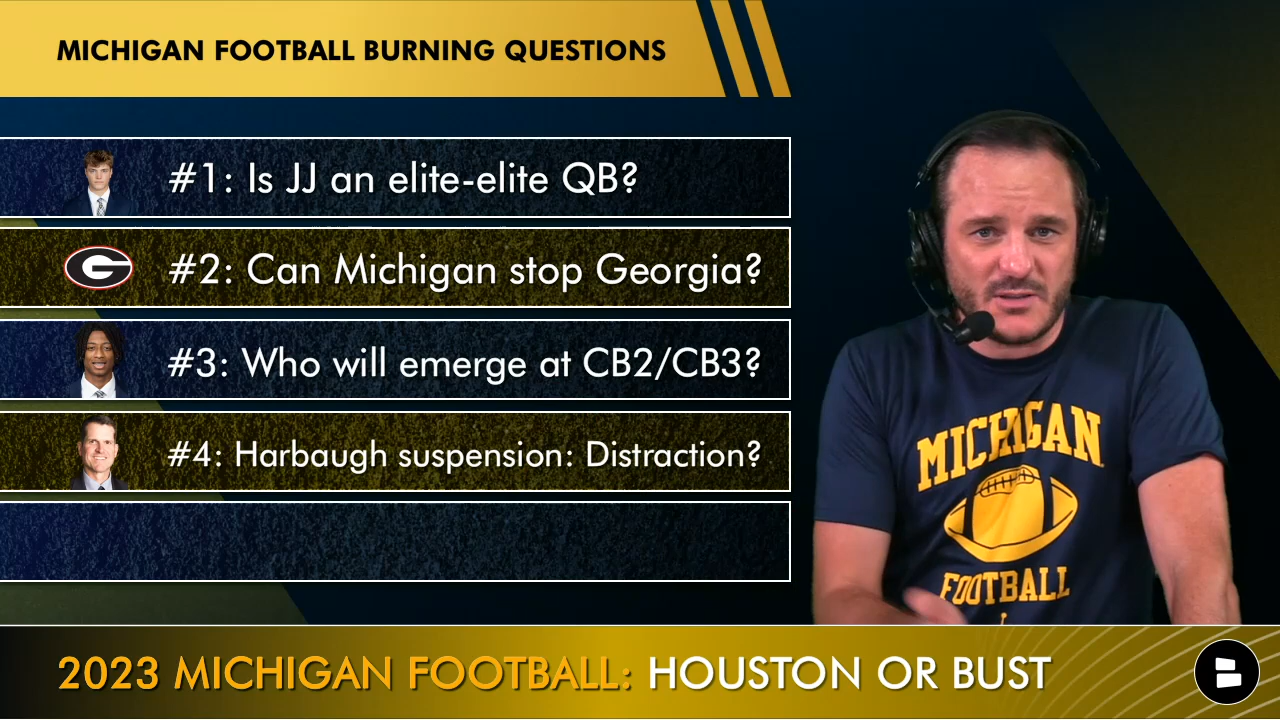 MICHIGAN FOOTBALL BURNING QUESTIONS
#1: Is JJ an elite-elite QB?
G
#2: Can Michigan stop Georgia?
#3: Who will emerge at CB2/CB3?
#4: Harbaugh suspension: Distraction?
MICHIGAN
FOOTBALL
2023 MICHIGAN FOOTBALL: HOUSTON OR BUST